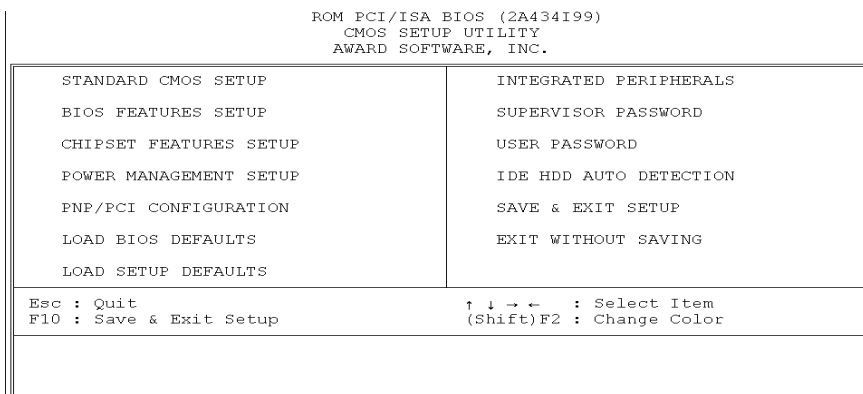 ROM PCI/ISA BIOS (2A434I99)
CMOS SETUP UTILITY
AWARD SOFTWARE, INC.
STANDARD CMOS SETUP
BIOS FEATURES SETUP
CHIPSET FEATURES SETUP
POWER MANAGEMENT SETUP
PNP/PCI CONFIGURATION
LOAD BIOS DEFAULTS
LOAD SETUP DEFAULTS
INTEGRATED PERIPHERALS
SUPERVISOR PASSWORD
USER PASSWORD
IDE HDD AUTO DETECTION
SAVE & EXIT SETUP
EXIT WITHOUT SAVING
Esc : Quit
F10 : Save & Exit Setup
↑ ↓ → ← : Select Item
(Shift)F2 : Change Color